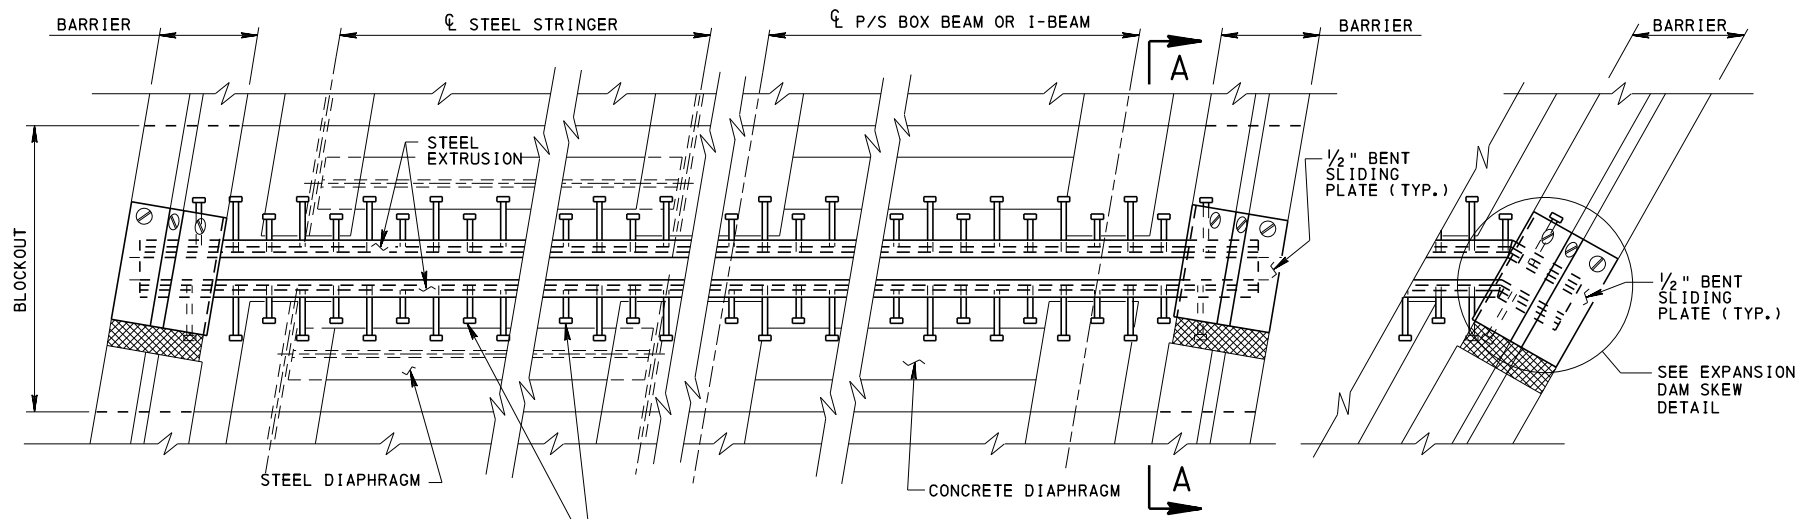 BARRIER
℄ STEEL STRINGER
℄ P/S BOX BEAM OR I-BEAM
BARRIER
BARRIER
A
STEEL
EXTRUSION
1/2" BENT
SLIDING
PLATE (TYP.)
BLOCKOUT
1/2" BENT
SLIDING
PLATE (TYP.)
SEE EXPANSION
DAM SKEW
DETAIL
STEEL DIAPHRAGM
CONCRETE DIAPHRAGM
A